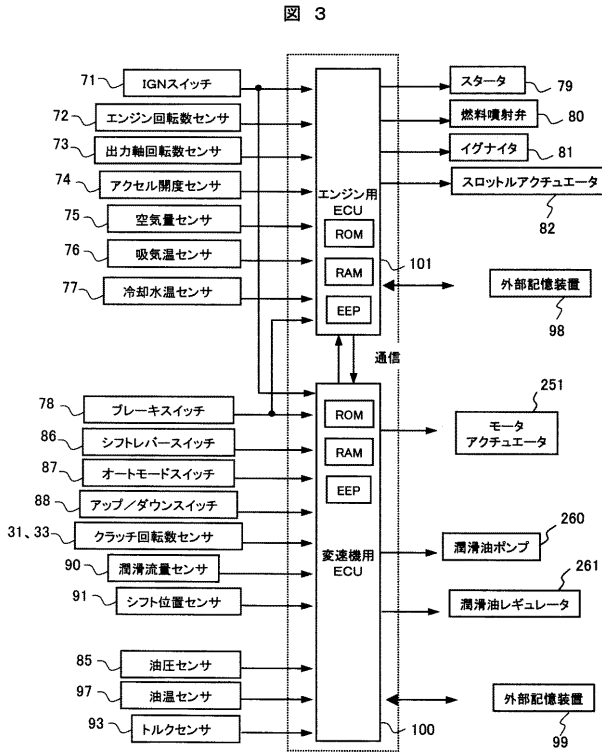 図 3
71
IGNスイッチ
72
エンジン回転数センサ
73
出力軸回転数センサ
74
アクセル開度センサ
75
空気量センサ
76
吸気温センサ
77
冷却水温センサ
エンジン用
ECU
ROM
RAM
EEP
101
スタータ
79
燃料噴射弁
80
イグナイタ
81
スロットルアクチュエータ
82
外部記憶装置
98
通信
78
ブレーキスイッチ
86
シフトレバースイッチ
87
オートモードスイッチ
88
アップ/ダウンスイッチ
31、33
クラッチ回転数センサ
90
潤滑流量センサ
91
シフト位置センサ
85
油圧センサ
97
油温センサ
93
トルクセンサ
ROM
RAM
EEP
変速機用
ECU
100
251
モータ
アクチュエータ
260
潤滑油ポンプ
261
潤滑油レギュレータ
外部記憶装置
99